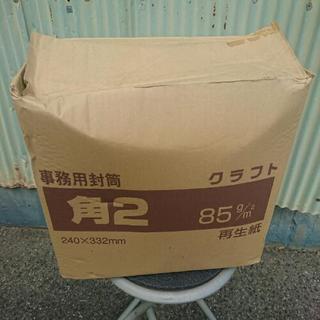 事務用封筒
クラフト
角2
85g/m²
240×332mm
再生紙